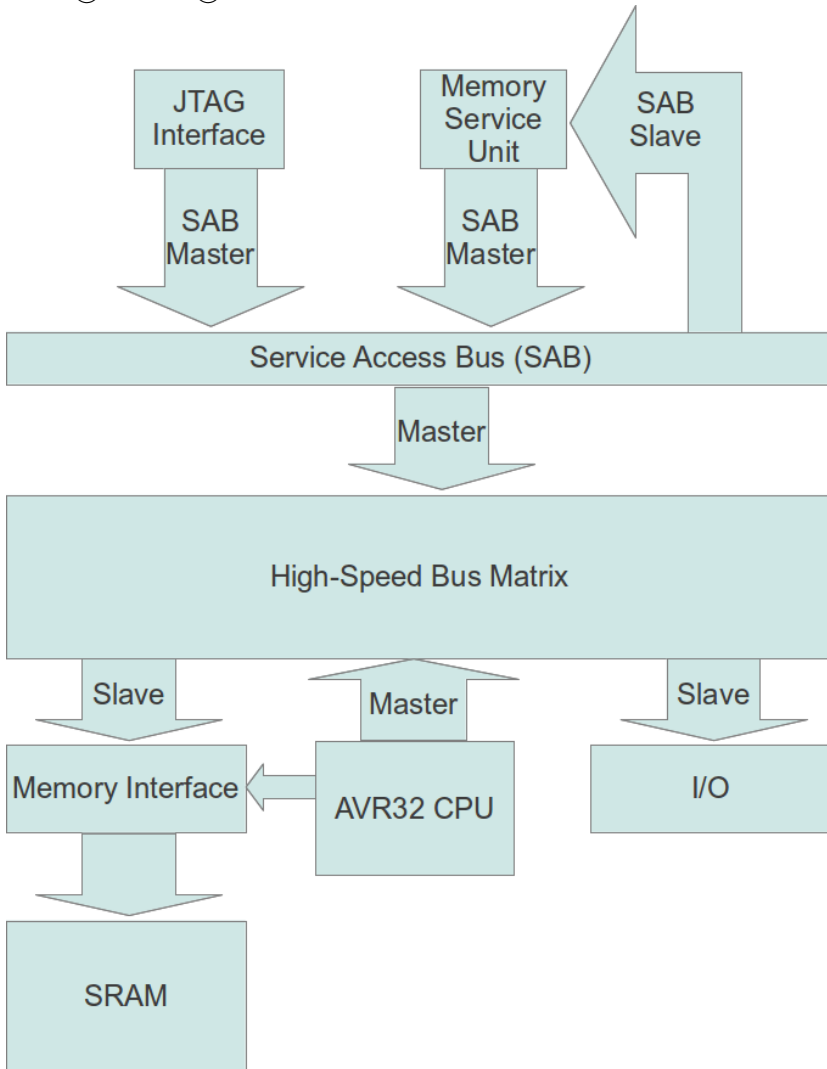 JTAG
Interface
Memory
Service
Unit
SAB
Slave
SAB
Master
SAB
Master
Service Access Bus (SAB)
Master
High-Speed Bus Matrix
Slave
Master
Slave
Memory Interface
AVR32 CPU
I/O
SRAM